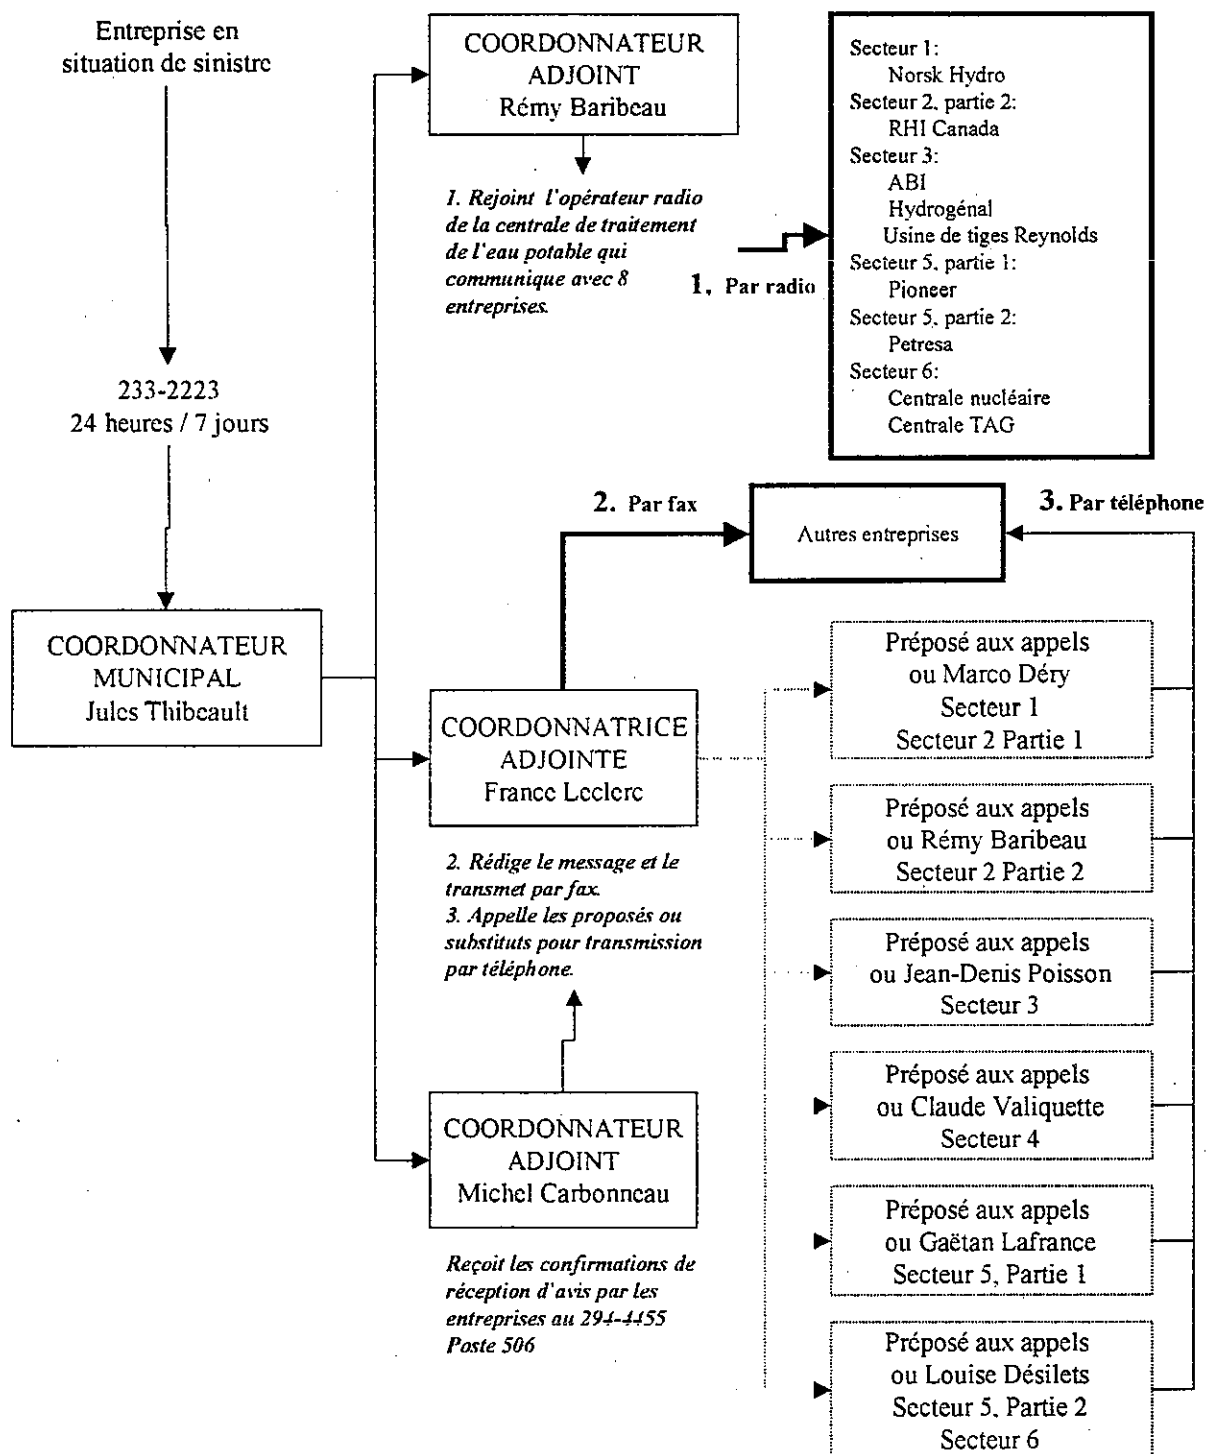 Entreprise en
situation de sinistre
233-2223
24 heures / 7 jours
COORDONNATEUR
MUNICIPAL
Jules Thibeault
COORDONNATEUR
ADJOINT
Rémy Baribeau
1. Rejoint l'opérateur radio
de la centrale de traitement
de l'eau potable qui
communique avec 8
entreprises.
1. Par radio
Secteur 1:
Norsk Hydro
Secteur 2, partie 2:
RHI Canada
Secteur 3:
ABI
Hydrogénal
Usine de tiges Reynolds
Secteur 5, partie 1:
Pioneer
Secteur 5, partie 2:
Petresa
Secteur 6:
Centrale nucléaire
Centrale TAG
2. Par fax
Autres entreprises
3. Par téléphone
COORDONNATRICE
ADJOINTE
France Leclerc
2. Rédige le message et le
transmet par fax.
3. Appelle les proposés ou
substituts pour transmission
par téléphone.
COORDONNATEUR
ADJOINT
Michel Carbonneau
Reçoit les confirmations de
réception d'avis par les
entreprises au 294-4455
Poste 506
Préposé aux appels
ou Marco Déry
Secteur 1
Secteur 2 Partie 1
Préposé aux appels
ou Rémy Baribeau
Secteur 2 Partie 2
Préposé aux appels
ou Jean-Denis Poisson
Secteur 3
Préposé aux appels
ou Claude Valiquette
Secteur 4
Préposé aux appels
ou Gaëtan Lafrance
Secteur 5, Partie 1
Préposé aux appels
ou Louise Désilets
Secteur 5, Partie 2
Secteur 6